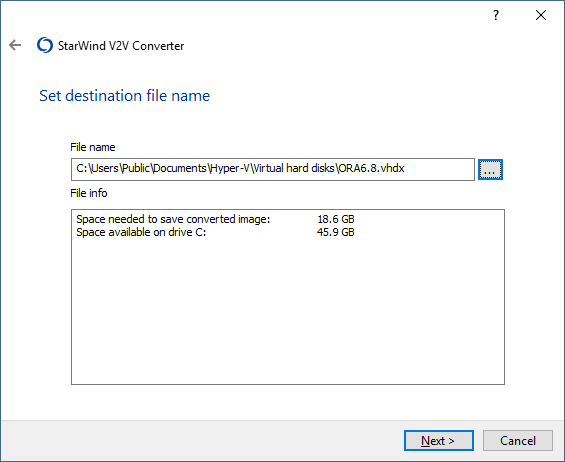 ?
StarWind V2V Converter
Set destination file name
File name
C:\Users\Public\Documents\Hyper-V\Virtual hard disks\ORA6.8.vhdx
...
File info
Space needed to save converted image: 18.6 GB
Space available on drive C: 45.9 GB
Next >
Cancel